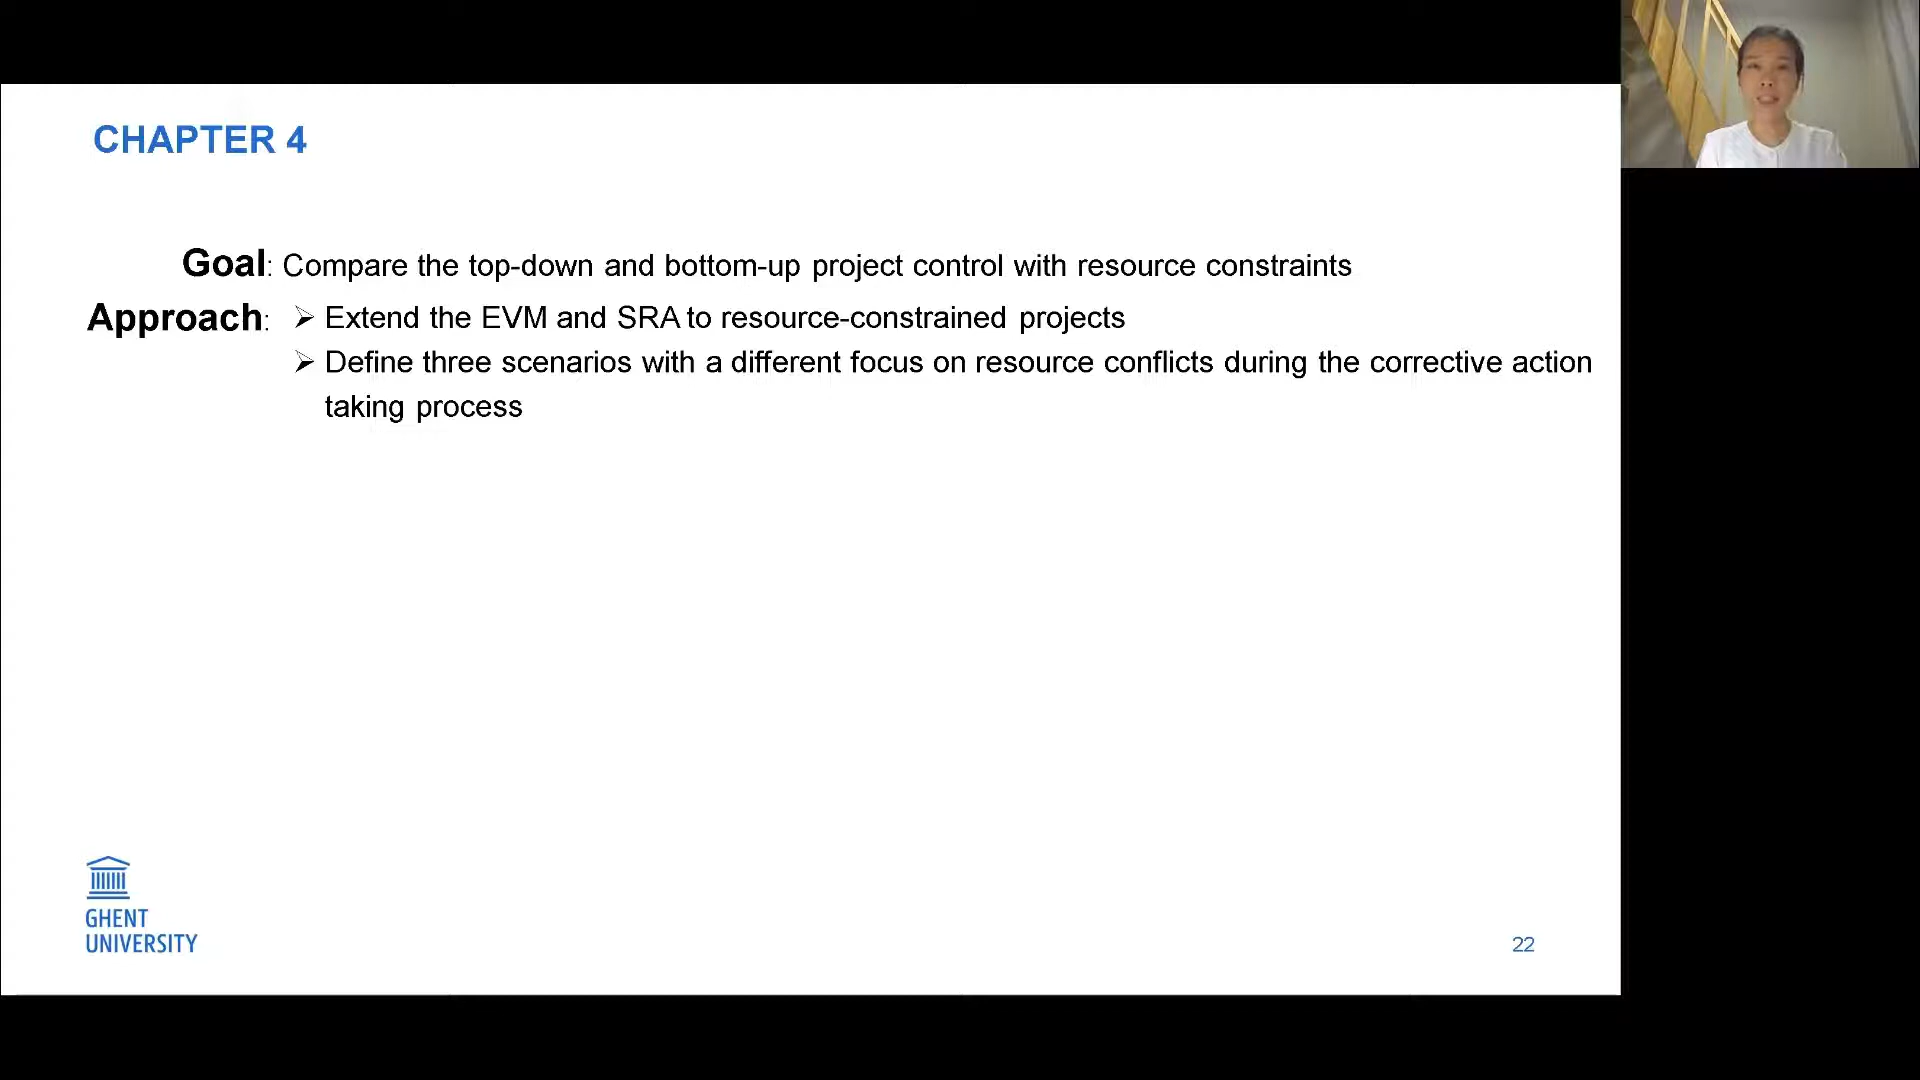 CHAPTER 4
Goal: Compare the top-down and bottom-up project control with resource constraints
Approach: ➢ Extend the EVM and SRA to resource-constrained projects
➢ Define three scenarios with a different focus on resource conflicts during the corrective action
taking process
GHENT
UNIVERSITY
22